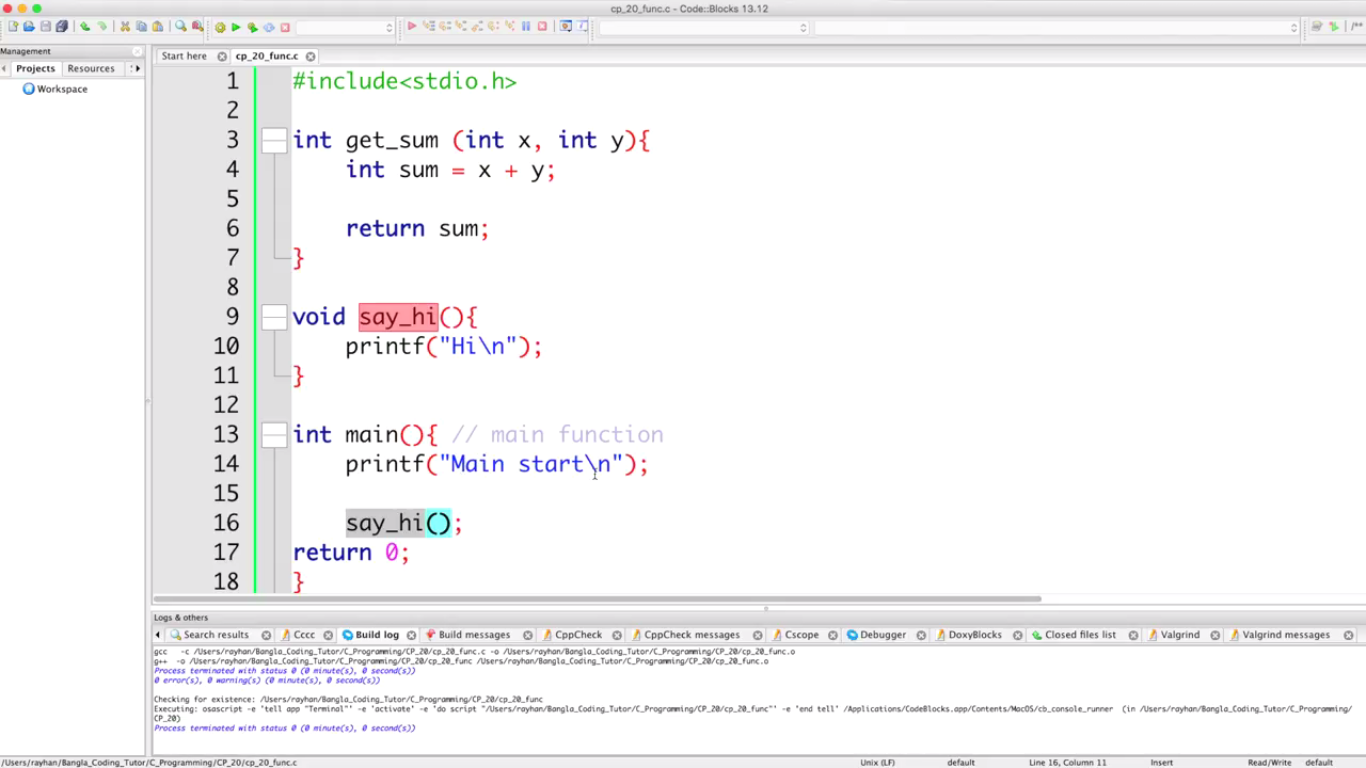 cp_20_func.c - Code::Blocks 13.12
Management
Projects Resources
Workspace
Start here cp_20_func.c
1 #include<stdio.h>
2
3 int get_sum (int x, int y){
4 int sum = x + y;
5
6 return sum;
7 }
8
9 void say_hi(){
10 printf("Hi\n");
11 }
12
13 int main(){ // main function
14 printf("Main start\n");
15
16 say_hi();
17 return 0;
18 }
Logs & others
Search results Cccc Build log Build messages CppCheck CppCheck messages Cscope Debugger DoxyBlocks Closed files list Valgrind Valgrind messages
gcc -c /Users/rayhan/Bangla_Coding_Tutor/C_Programming/CP_20/cp_20_func.c -o /Users/rayhan/Bangla_Coding_Tutor/C_Programming/CP_20/cp_20_func.o
g++ -o /Users/rayhan/Bangla_Coding_Tutor/C_Programming/CP_20/cp_20_func /Users/rayhan/Bangla_Coding_Tutor/C_Programming/CP_20/cp_20_func.o
Process terminated with status 0 (0 minute(s), 0 second(s))
0 error(s), 0 warning(s) (0 minute(s), 0 second(s))
Checking for existence: /Users/rayhan/Bangla_Coding_Tutor/C_Programming/CP_20/cp_20_func
Executing: osascript -e 'tell app "Terminal"' -e 'activate' -e 'do script "/Users/rayhan/Bangla_Coding_Tutor/C_Programming/CP_20/cp_20_func"' -e 'end tell' /Applications/CodeBlocks.app/Contents/MacOS/cb_console_runner (in /Users/rayhan/Bangla_Coding_Tutor/C_Programming/
CP_20)
Process terminated with status 0 (0 minute(s), 0 second(s))
/Users/rayhan/Bangla_Coding_Tutor/C_Programming/CP_20/cp_20_func.c Unix (LF) default Line 16, Column 11 Insert Read/Write default